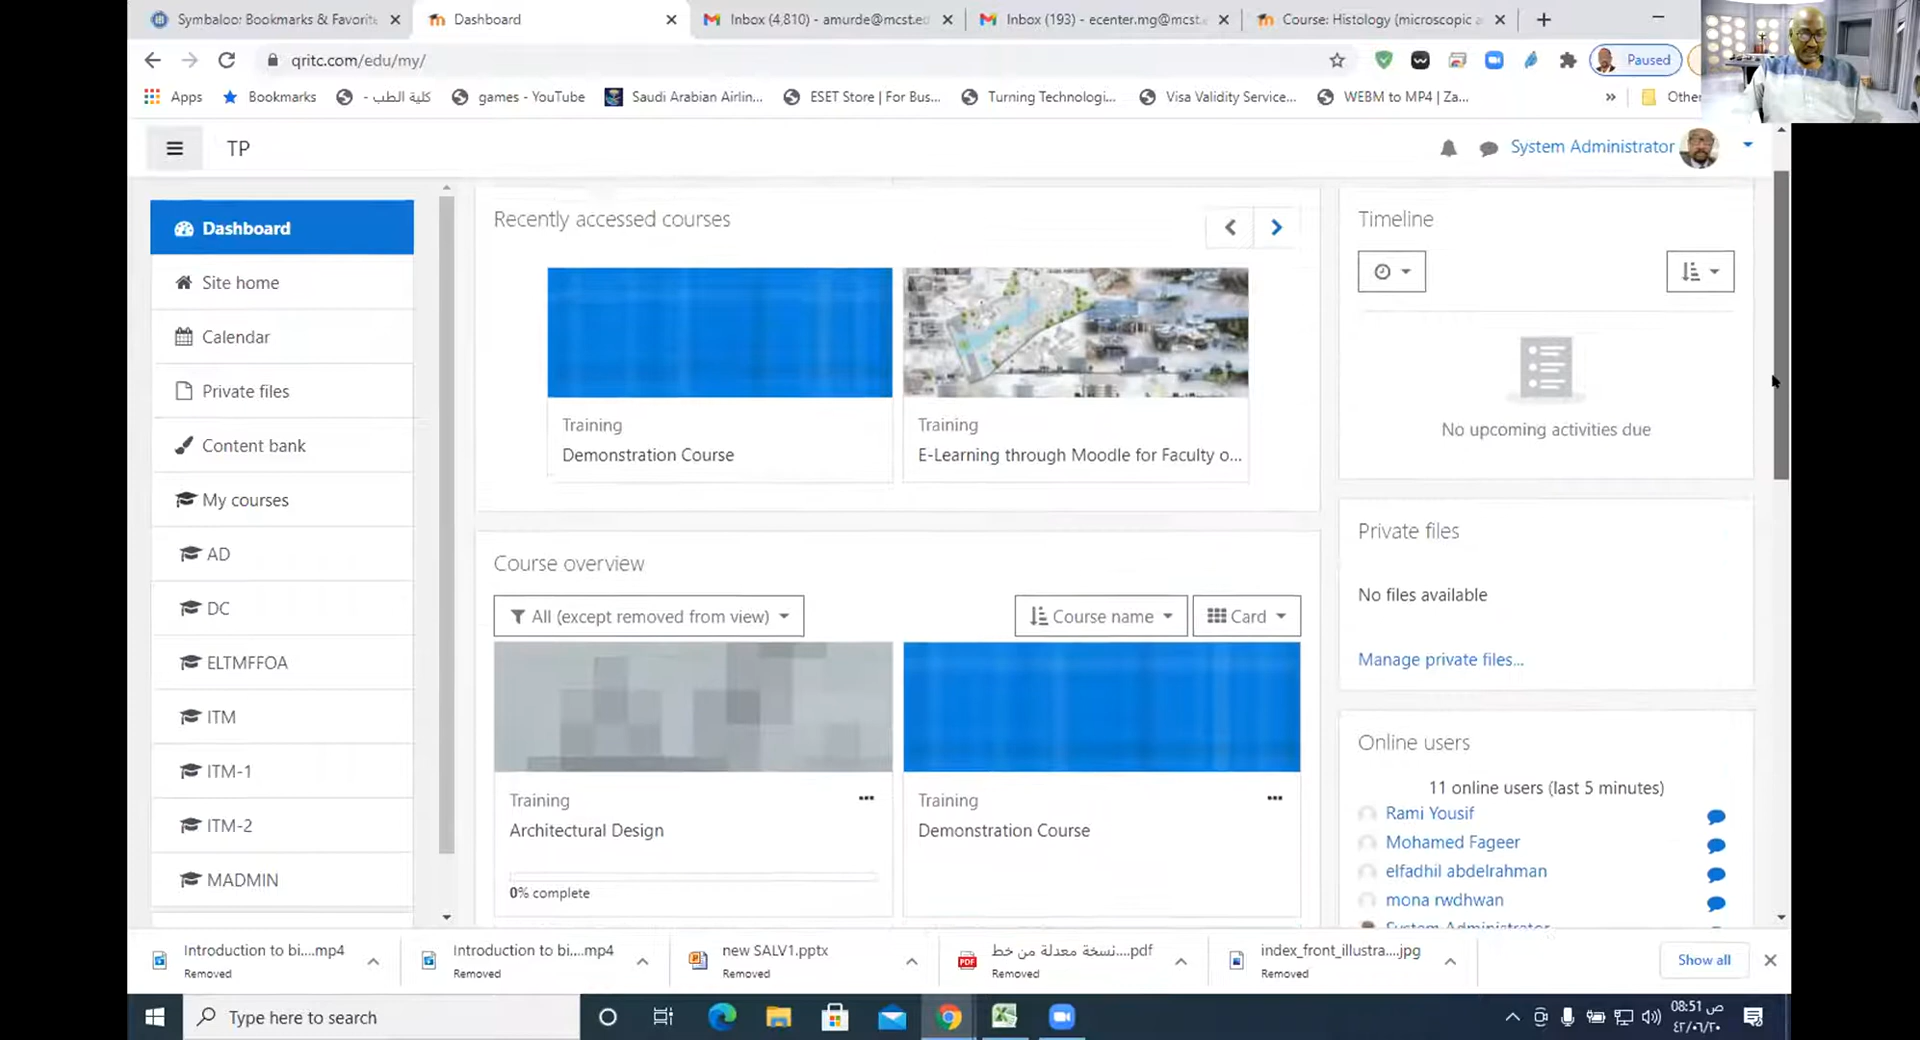 Symbaloo: Bookmarks & Favorite
Dashboard
Inbox (4,810) - amurde@mcst.ed
Inbox (193) - ecenter.mg@mcst.
Course: Histology (microscopic a
qritc.com/edu/my/
Paused
Apps
Bookmarks
كلية الطب -
games - YouTube
Saudi Arabian Airlin...
ESET Store | For Bus...
Turning Technologi...
Visa Validity Service...
WEBM to MP4 | Za...
»
Other
TP
System Administrator
Dashboard
Site home
Calendar
Private files
Content bank
My courses
AD
DC
ELTMFFOA
ITM
ITM-1
ITM-2
MADMIN
Recently accessed courses
Training
Demonstration Course
Training
E-Learning through Moodle for Faculty o...
Course overview
All (except removed from view)
Course name
Card
Training
Architectural Design
0% complete
Training
Demonstration Course
Timeline
No upcoming activities due
Private files
No files available
Manage private files...
Online users
11 online users (last 5 minutes)
Rami Yousif
Mohamed Fageer
elfadhil abdelrahman
mona rwdhwan
System Administrator
Introduction to bi....mp4
Removed
Introduction to bi....mp4
Removed
new SALV1.pptx
Removed
نسخة معدلة من خط....pdf
Removed
index_front_illustra....jpg
Removed
Show all
Type here to search
08:51 ص
٤٢/٠٦/٢٠